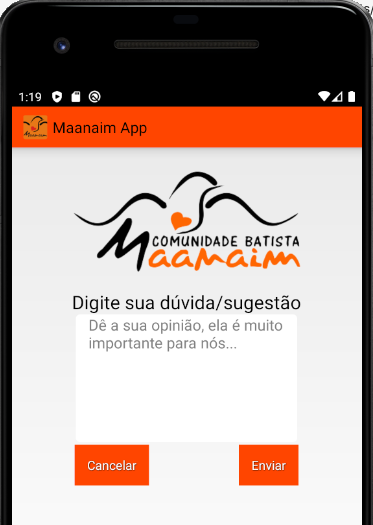 s/
1:19
Maanaim App
COMUNIDADE BATISTA
Maanaim
Digite sua dúvida/sugestão
Dê a sua opinião, ela é muito
importante para nós...
Cancelar
Enviar